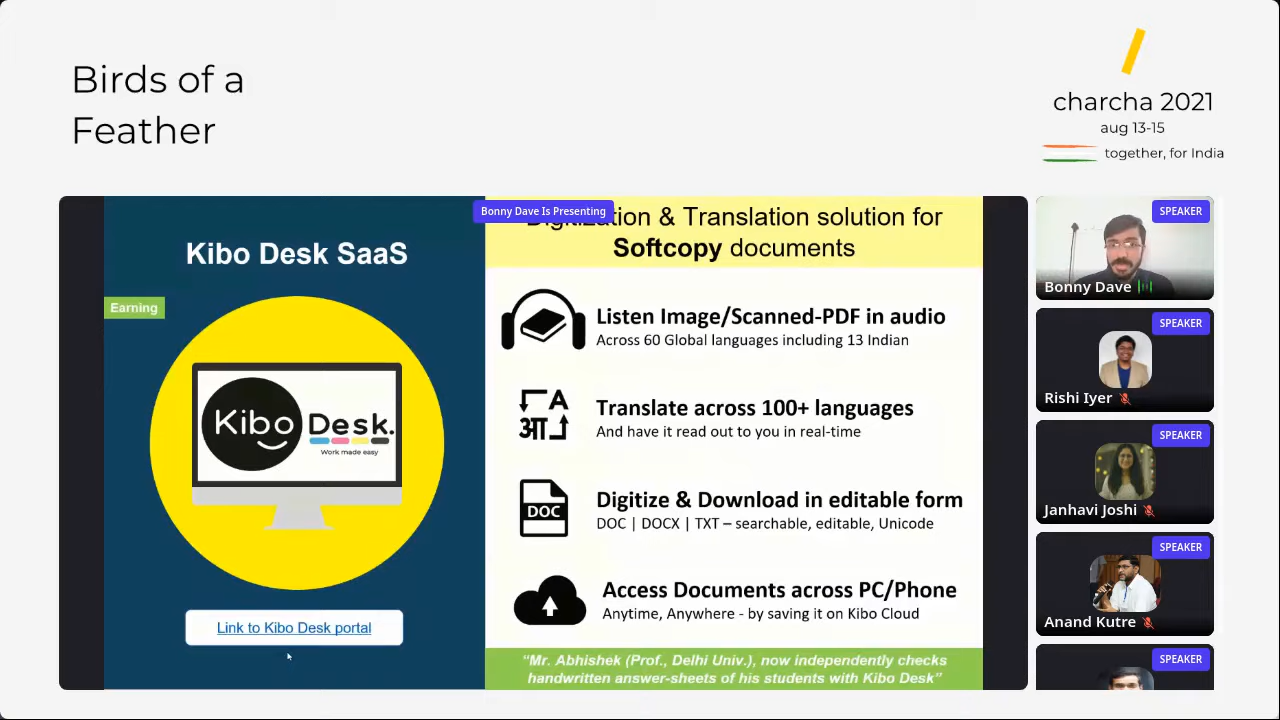 Birds of a
Feather
charcha 2021
aug 13-15
together, for India
Bonny Dave Is Presenting
Kibo Desk SaaS
Earning
Kibo Desk.
Work made easy
Link to Kibo Desk portal
Digitization & Translation solution for
Softcopy documents
Listen Image/Scanned-PDF in audio
Across 60 Global languages including 13 Indian
A
आ
Translate across 100+ languages
And have it read out to you in real-time
DOC
Digitize & Download in editable form
DOC | DOCX | TXT – searchable, editable, Unicode
Access Documents across PC/Phone
Anytime, Anywhere - by saving it on Kibo Cloud
“Mr. Abhishek (Prof., Delhi Univ.), now independently checks
handwritten answer-sheets of his students with Kibo Desk”
SPEAKER
Bonny Dave
SPEAKER
Rishi Iyer
SPEAKER
Janhavi Joshi
SPEAKER
Anand Kutre
SPEAKER